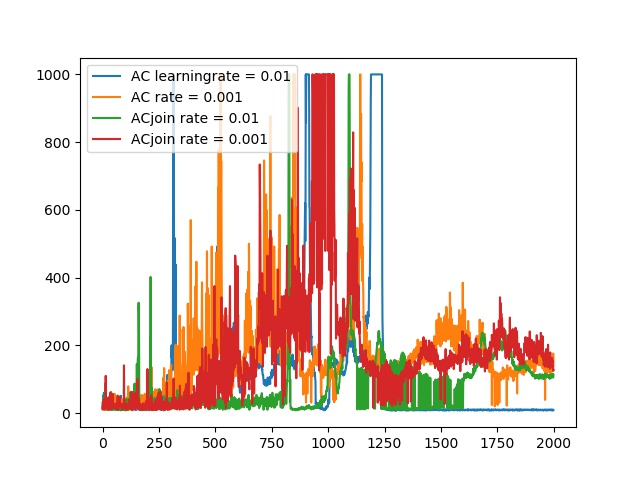 AC learningrate = 0.01
AC rate = 0.001
ACjoin rate = 0.01
ACjoin rate = 0.001
1000
800
600
400
200
0
0 250 500 750 1000 1250 1500 1750 2000